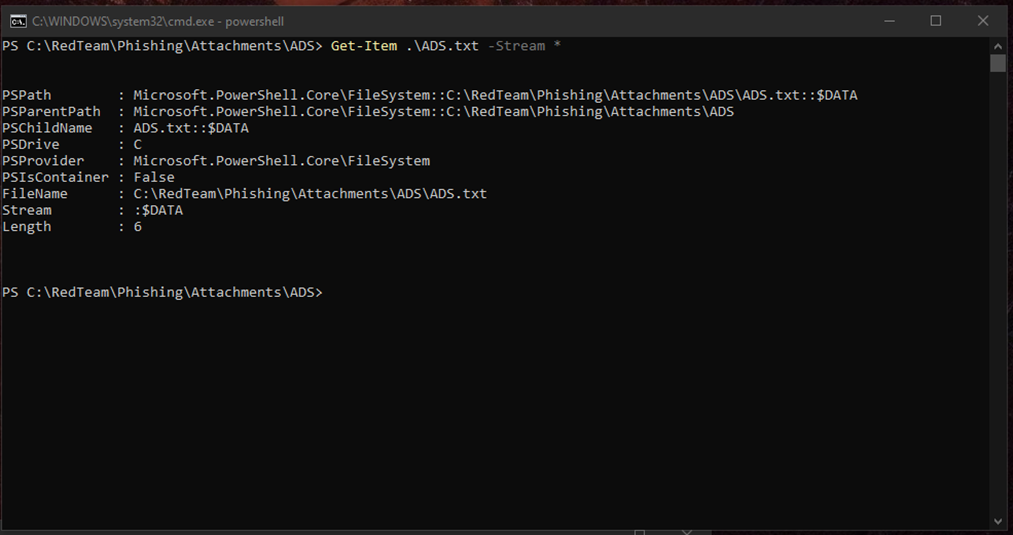 C:\WINDOWS\system32\cmd.exe - powershell
PS C:\RedTeam\Phishing\Attachments\ADS> Get-Item .\ADS.txt -Stream *
PSPath        : Microsoft.PowerShell.Core\FileSystem::C:\RedTeam\Phishing\Attachments\ADS\ADS.txt::$DATA
PSParentPath  : Microsoft.PowerShell.Core\FileSystem::C:\RedTeam\Phishing\Attachments\ADS
PSChildName   : ADS.txt::$DATA
PSDrive       : C
PSProvider    : Microsoft.PowerShell.Core\FileSystem
PSIsContainer : False
FileName      : C:\RedTeam\Phishing\Attachments\ADS\ADS.txt
Stream        : :$DATA
Length        : 6
PS C:\RedTeam\Phishing\Attachments\ADS>